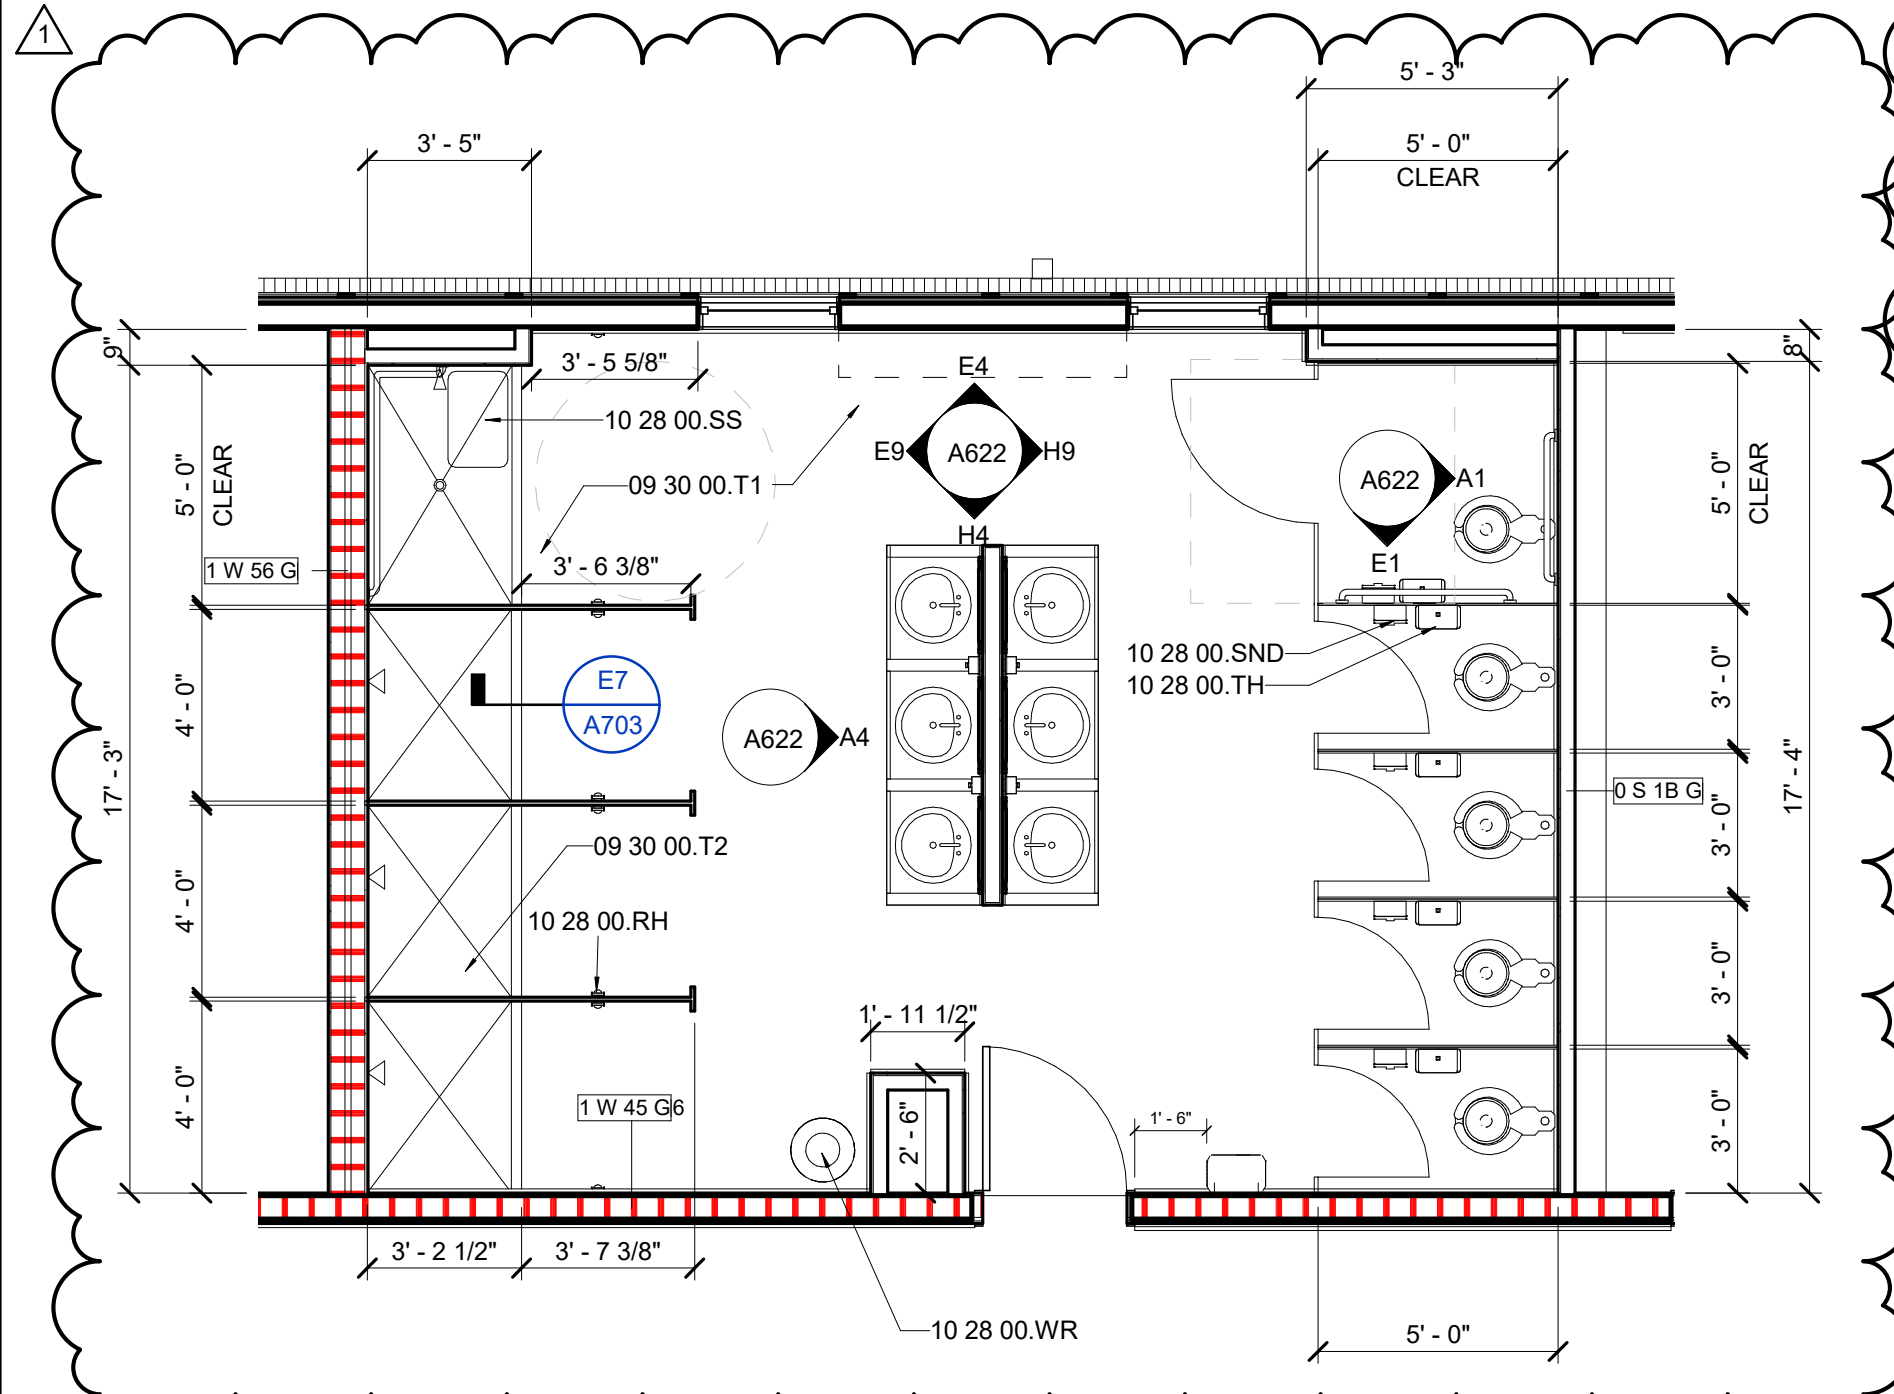 1
5' - 3"
3' - 5"
5' - 0"
CLEAR
9"
8"
3' - 5 5/8"
E4
10 28 00.SS
E9
A622
H9
09 30 00.T1
H4
A622
A1
E1
5' - 0"
CLEAR
5' - 0"
CLEAR
1 W 56 G
3' - 6 3/8"
10 28 00.SND
10 28 00.TH
3' - 0"
4' - 0"
E7
A703
A622
A4
17' - 3"
17' - 4"
0 S 1B G
3' - 0"
09 30 00.T2
4' - 0"
10 28 00.RH
3' - 0"
1' - 11 1/2"
4' - 0"
1 W 45 G6
2' - 6"
1' - 6"
3' - 0"
3' - 2 1/2"
3' - 7 3/8"
10 28 00.WR
5' - 0"